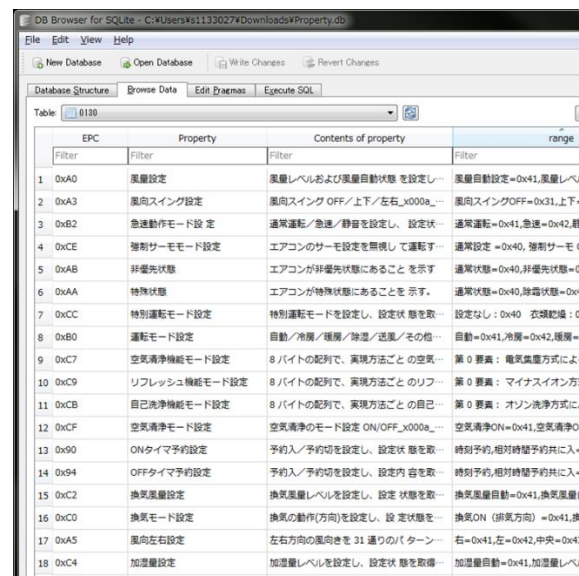 DB Browser for SQLite - C:¥Users¥s1133027¥Downloads¥Property.db
File Edit View Help
New Database Open Database Write Changes Revert Changes
Database Structure Browse Data Edit Pragmas Execute SQL
Table: 0130
EPC Property Contents of property range
Filter Filter Filter Filter
1 0xA0 風量設定 風量レベルおよび風量自動状態 を設定し… 風量自動設定=0x41,風量レベ
2 0xA3 風向スイング設定 風向スイング OFF／上下／左右_x000a_… 風向スイングOFF=0x31,上下=
3 0xB2 急速動作モード設 定 通常運転／急速／静音を設定し、 設定状… 通常運転=0x41,急速=0x42,静
4 0xCE 強制サーモモード設定 エアコンのサーモ設定を無視し て運転す… 通常設定 =0x40, 強制サーモ
5 0xAB 非優先状態 エアコンが非優先状態にあること を示す 通常状態=0x40,非優先状態=0
6 0xAA 特殊状態 エアコンが特殊状態にあることを 示す。 通常状態=0x40,除霜状態=0x
7 0xCC 特別運転モード設定 特別運転モードを設定し、設定状 態を取… 設定なし：0x40 衣類乾燥：0
8 0xB0 運転モード設定 自動／冷房／暖房／除湿／送風／その他… 自動=0x41,冷房=0x42,暖房=
9 0xC7 空気清浄機能モード設定 8 バイトの配列で、実現方法ごと の空気… 第 0 要素： 電気集塵方式によ
10 0xC9 リフレッシュ機能モード設定 8 バイトの配列で、実現方法ごと のリフ… 第 0 要素： マイナスイオン方
11 0xCB 自己洗浄機能モード設定 8 バイトの配列で、実現方法ごと の自己… 第 0 要素： オゾン洗浄方式に
12 0xCF 空気清浄モード設定 空気清浄のモード設定 ON/OFF_x000a_… 空気清浄ON=0x41,空気清浄O
13 0x90 ONタイマ予約設定 予約入／予約切を設定し、設定状 態を取… 時刻予約,相対時間予約共に入=
14 0x94 OFFタイマ予約設定 予約入／予約切を設定し、設定内 容を取… 時刻予約,相対時間予約共に入=
15 0xC2 換気風量設定 換気風量レベルを設定し、設定 状態を取… 換気風量自動=0x41,換気風量
16 0xC0 換気モード設定 換気の動作(方向)を設定し、設 定状態を… 換気ON（排気方向）=0x41,換
17 0xA5 風向左右設定 左右方向の風向きを 31 通りのパ ターン… 右=0x41,左=0x42,中央=0x43
18 0xC4 加湿量設定 加湿量レベルを設定し、設定状 態を取得… 加湿量自動=0x41,加湿量レベ